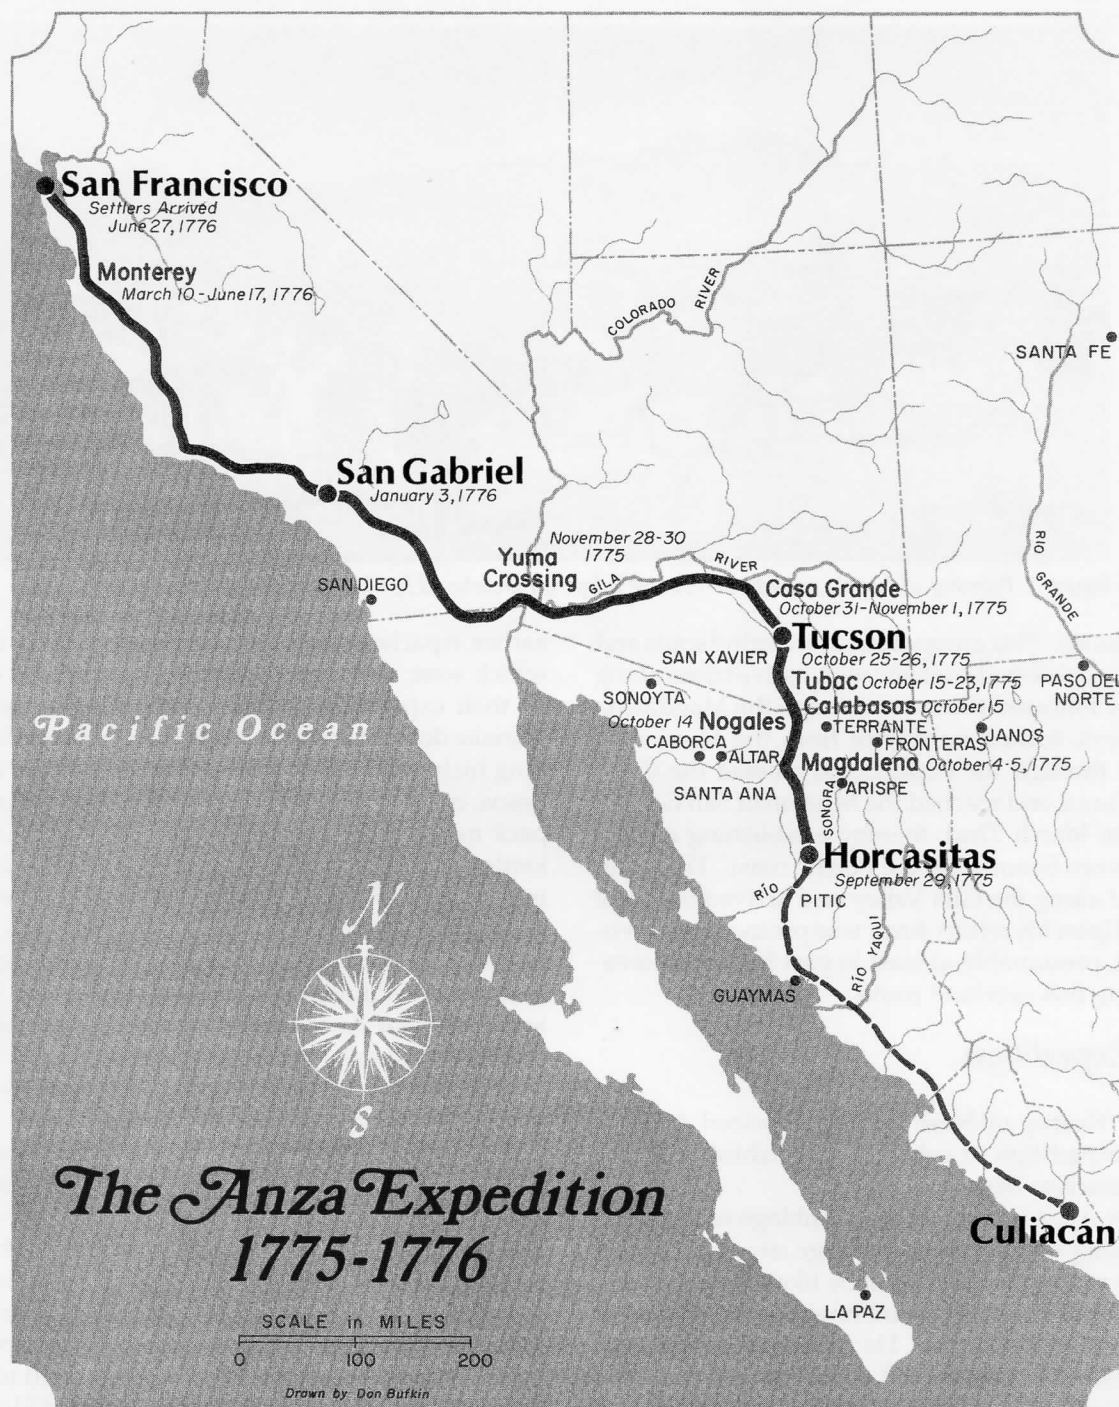 San Francisco
Settlers Arrived
June 27, 1776
Monterey
March 10 - June 17, 1776
COLORADO RIVER
SANTA FE
San Gabriel
January 3, 1776
November 28-30
1775
Yuma
Crossing
GILA RIVER
RIO GRANDE
SAN DIEGO
Casa Grande
October 31-November 1, 1775
Tucson
October 25-26, 1775
SAN XAVIER
Tubac October 15-23, 1775
PASO DEL
NORTE
SONOYTA
Calabasas October 15
October 14 Nogales
TERRANTE
JANOS
FRONTERAS
CABORCA
ALTAR
Magdalena October 4-5, 1775
SANTA ANA
ARISPE
Pacific Ocean
RÍO SONORA
Horcasitas
September 29, 1775
PITIC
RÍO YAQUI
GUAYMAS
N
S
The Anza Expedition
1775-1776
Culiacán
LA PAZ
SCALE in MILES
0 100 200
Drawn by Don Bufkin